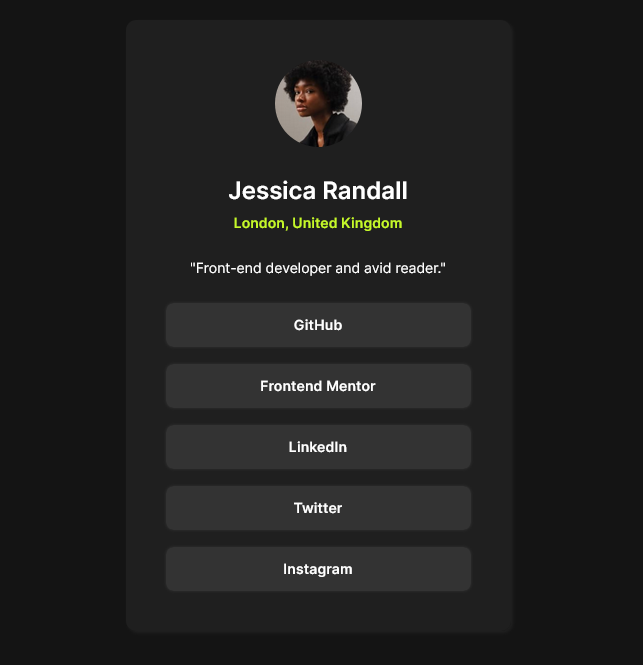 Jessica Randall
London, United Kingdom
"Front-end developer and avid reader."
GitHub
Frontend Mentor
LinkedIn
Twitter
Instagram